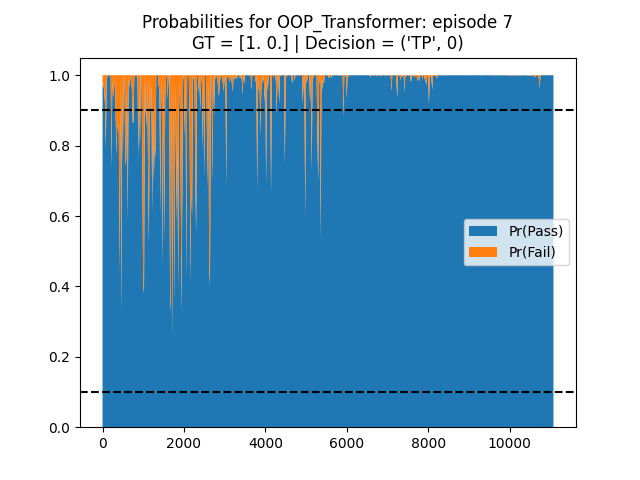 Probabilities for OOP_Transformer: episode 7
GT = [1. 0.] | Decision = ('TP', 0)
1.0
0.8
0.6
0.4
0.2
0.0
Pr(Pass)
Pr(Fail)
0 2000 4000 6000 8000 10000